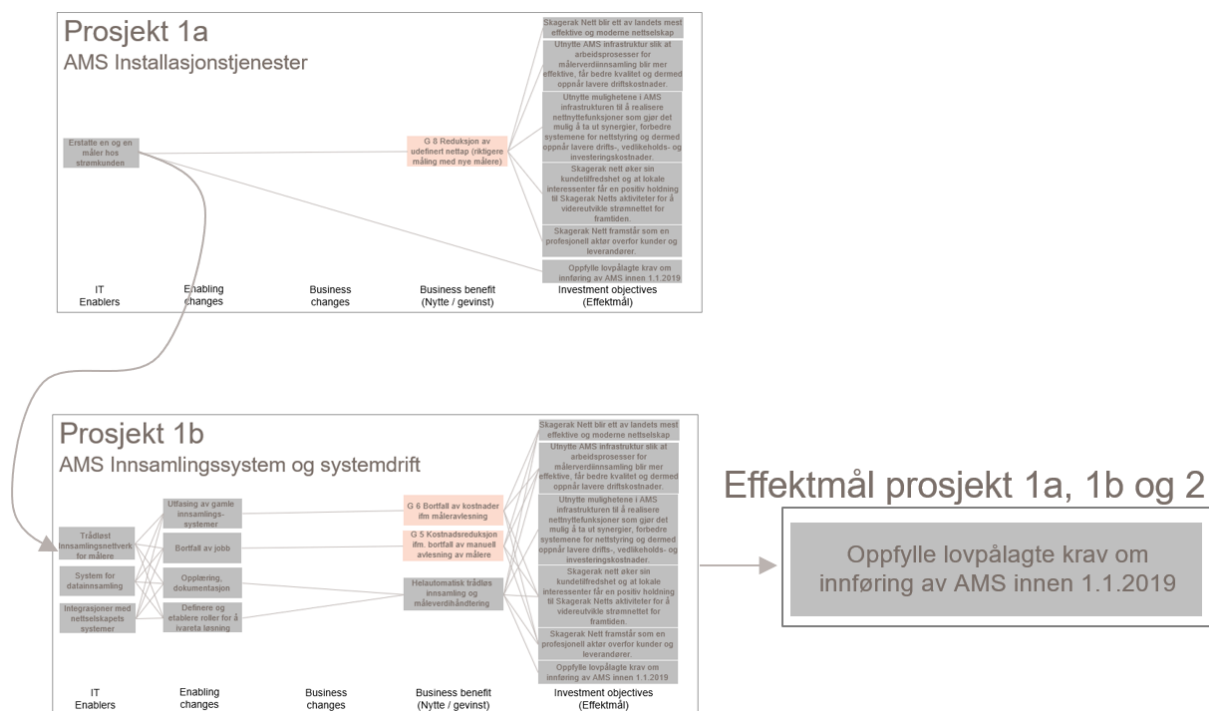 Prosjekt 1a
AMS Installasjonstjenester
Erstatte en og en
måler hos
strømkunden
G 8 Reduksjon av
udefinert nettap (riktigere
måling med nye målere)
Skagerak Nett blir ett av landets mest
effektive og moderne nettselskap
Utnytte AMS infrastruktur slik at
arbeidsprosesser for
målerverdiinnsamling blir mer
effektive, får bedre kvalitet og dermed
oppnår lavere driftskostnader.
Utnytte mulighetene i AMS
infrastrukturen til å realisere
nettnyttefunksjoner som gjør det
mulig å ta ut synergier, forbedre
systemene for nettstyring og dermed
oppnår lavere drifts-, vedlikeholds- og
investeringskostnader.
Skagerak nett øker sin
kundetilfredshet og at lokale
interessenter får en positiv holdning
til Skagerak Netts aktiviteter for å
videreutvikle strømnettet for
framtiden.
Skagerak Nett framstår som en
profesjonell aktør overfor kunder og
leverandører.
Oppfylle lovpålagte krav om
innføring av AMS innen 1.1.2019
IT
Enablers
Enabling
changes
Business
changes
Business benefit
(Nytte / gevinst)
Investment objectives
(Effektmål)
Prosjekt 1b
AMS Innsamlingssystem og systemdrift
Trådløst
innsamlingsnettverk
for målere
System for
datainnsamling
Integrasjoner med
nettselskapets
systemer
Utfasing av gamle
innsamlings-
systemer
Bortfall av jobb
Opplæring,
dokumentasjon
Definere og
etablere roller for å
ivareta løsning
G 6 Bortfall av kostnader
ifm måleravlesning
G 5 Kostnadsreduksjon
ifm. bortfall av manuell
avlesning av målere
Helautomatisk trådløs
innsamling og
måleverdihåndtering
Skagerak Nett blir ett av landets mest
effektive og moderne nettselskap
Utnytte AMS infrastruktur slik at
arbeidsprosesser for
målerverdiinnsamling blir mer
effektive, får bedre kvalitet og dermed
oppnår lavere driftskostnader.
Utnytte mulighetene i AMS
infrastrukturen til å realisere
nettnyttefunksjoner som gjør det
mulig å ta ut synergier, forbedre
systemene for nettstyring og dermed
oppnår lavere drifts-, vedlikeholds- og
investeringskostnader.
Skagerak nett øker sin
kundetilfredshet og at lokale
interessenter får en positiv holdning
til Skagerak Netts aktiviteter for å
videreutvikle strømnettet for
framtiden.
Skagerak Nett framstår som en
profesjonell aktør overfor kunder og
leverandører.
Oppfylle lovpålagte krav om
innføring av AMS innen 1.1.2019
IT
Enablers
Enabling
changes
Business
changes
Business benefit
(Nytte / gevinst)
Investment objectives
(Effektmål)
Effektmål prosjekt 1a, 1b og 2
Oppfylle lovpålagte krav om
innføring av AMS innen 1.1.2019